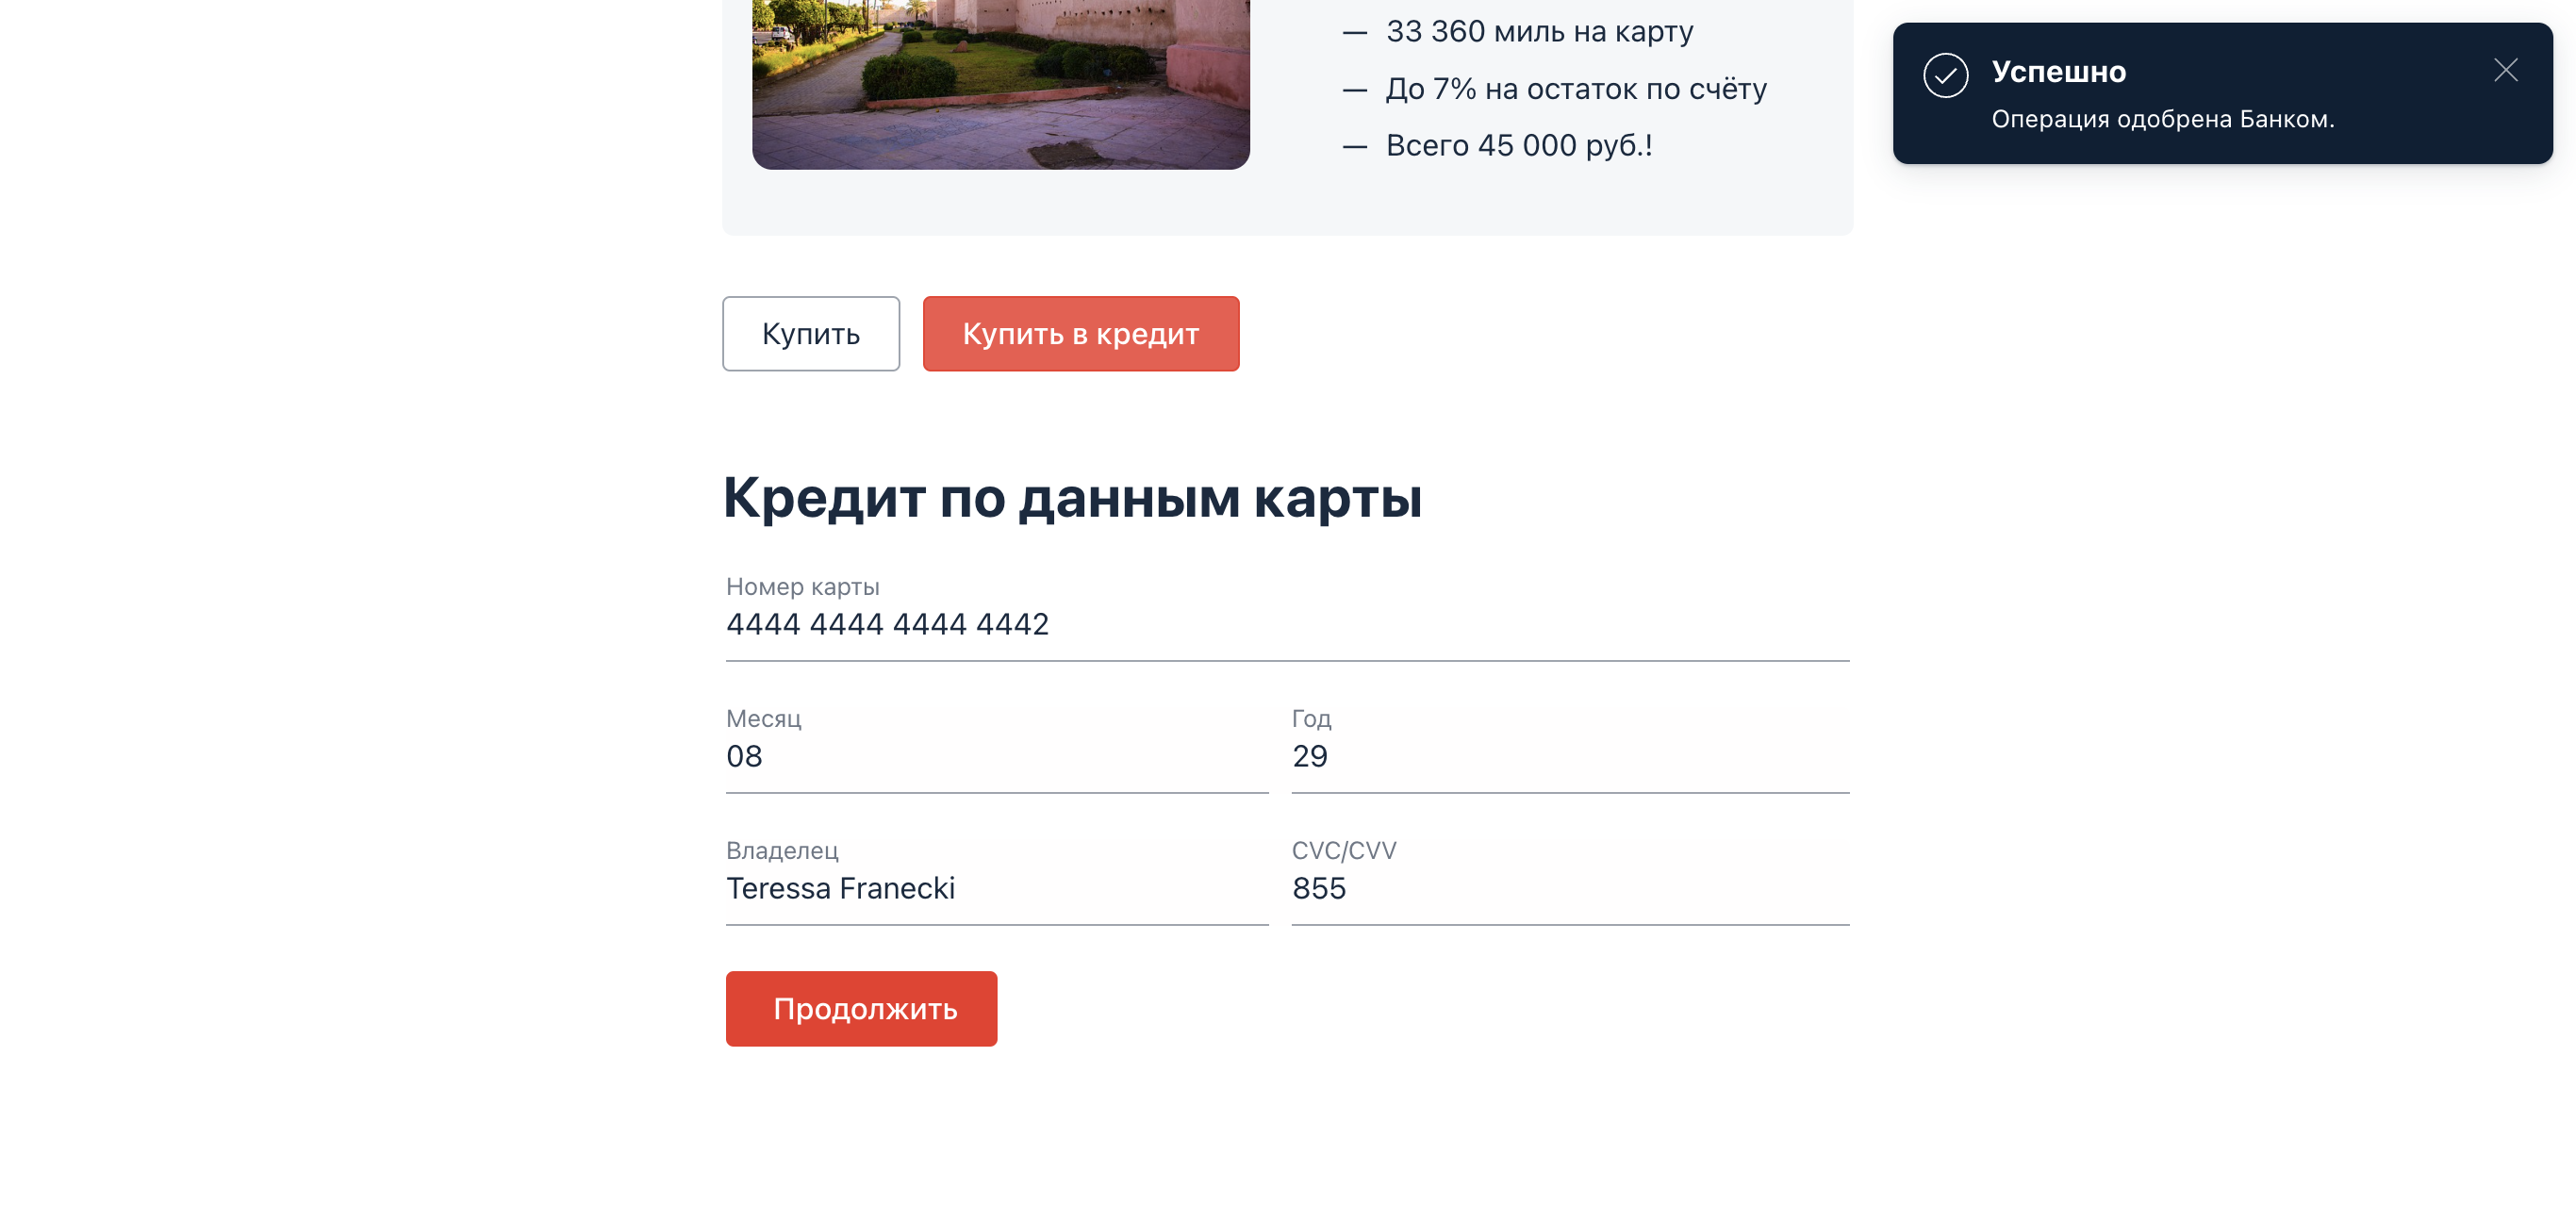 — 33 360 миль на карту
— До 7% на остаток по счёту
— Всего 45 000 руб.!
Успешно
Операция одобрена Банком.
Купить
Купить в кредит
Кредит по данным карты
Номер карты
4444 4444 4444 4442
Месяц
08
Год
29
Владелец
Teressa Franecki
CVC/CVV
855
Продолжить